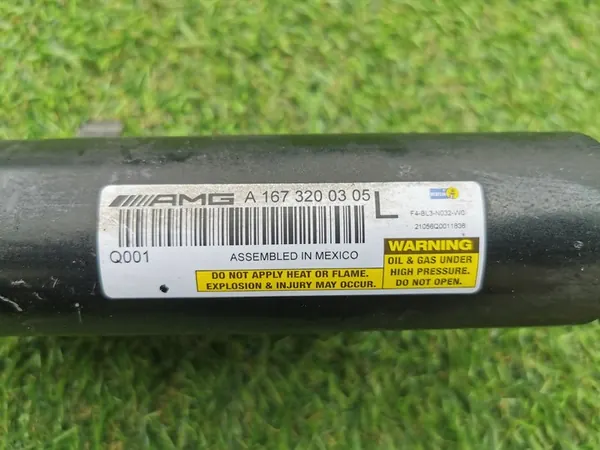 AMG A 167 320 03 05 L
F4-BL3-N032-W0
21056Q0011836
Q001 ASSEMBLED IN MEXICO
WARNING
OIL & GAS UNDER
HIGH PRESSURE.
DO NOT OPEN.
DO NOT APPLY HEAT OR FLAME.
EXPLOSION & INJURY MAY OCCUR.